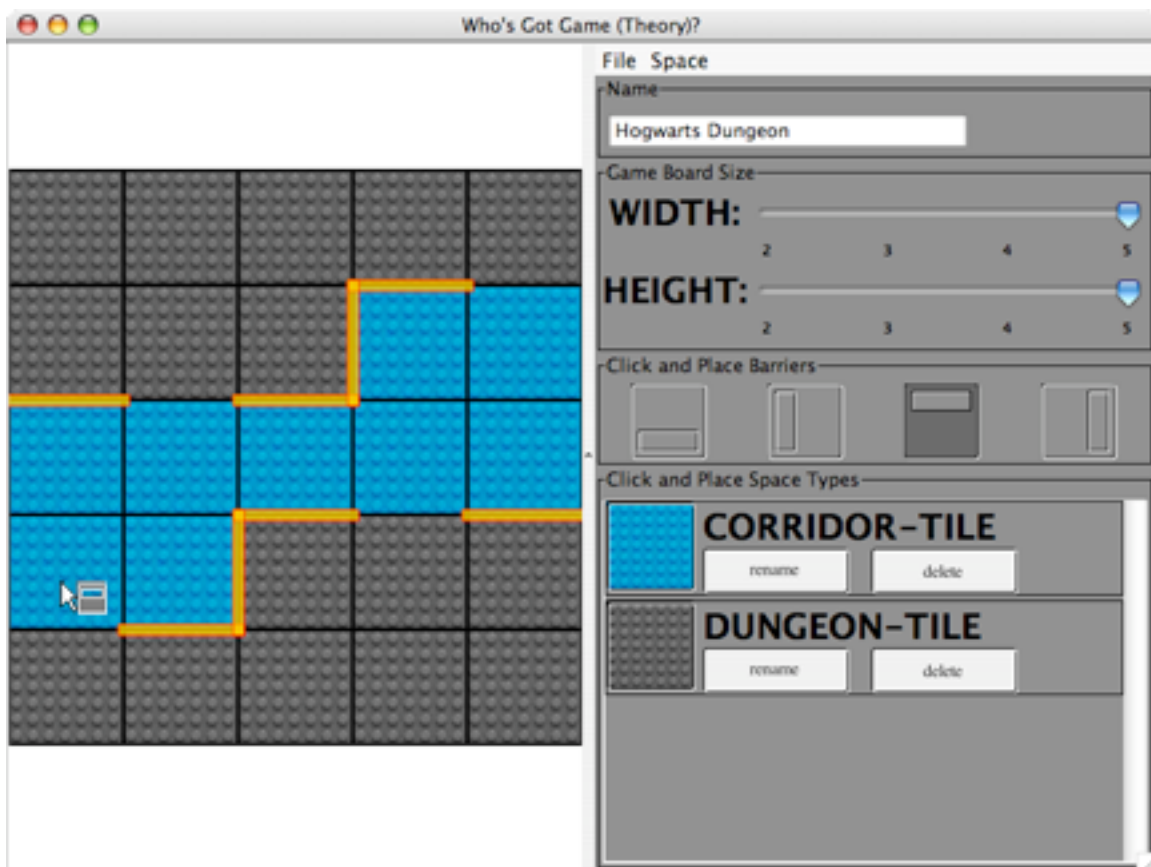 Who's Got Game (Theory)?
File Space
Name
Hogwarts Dungeon
Game Board Size
WIDTH:
2 3 4 5
HEIGHT:
2 3 4 5
Click and Place Barriers
Click and Place Space Types
CORRIDOR-TILE
rename delete
DUNGEON-TILE
rename delete